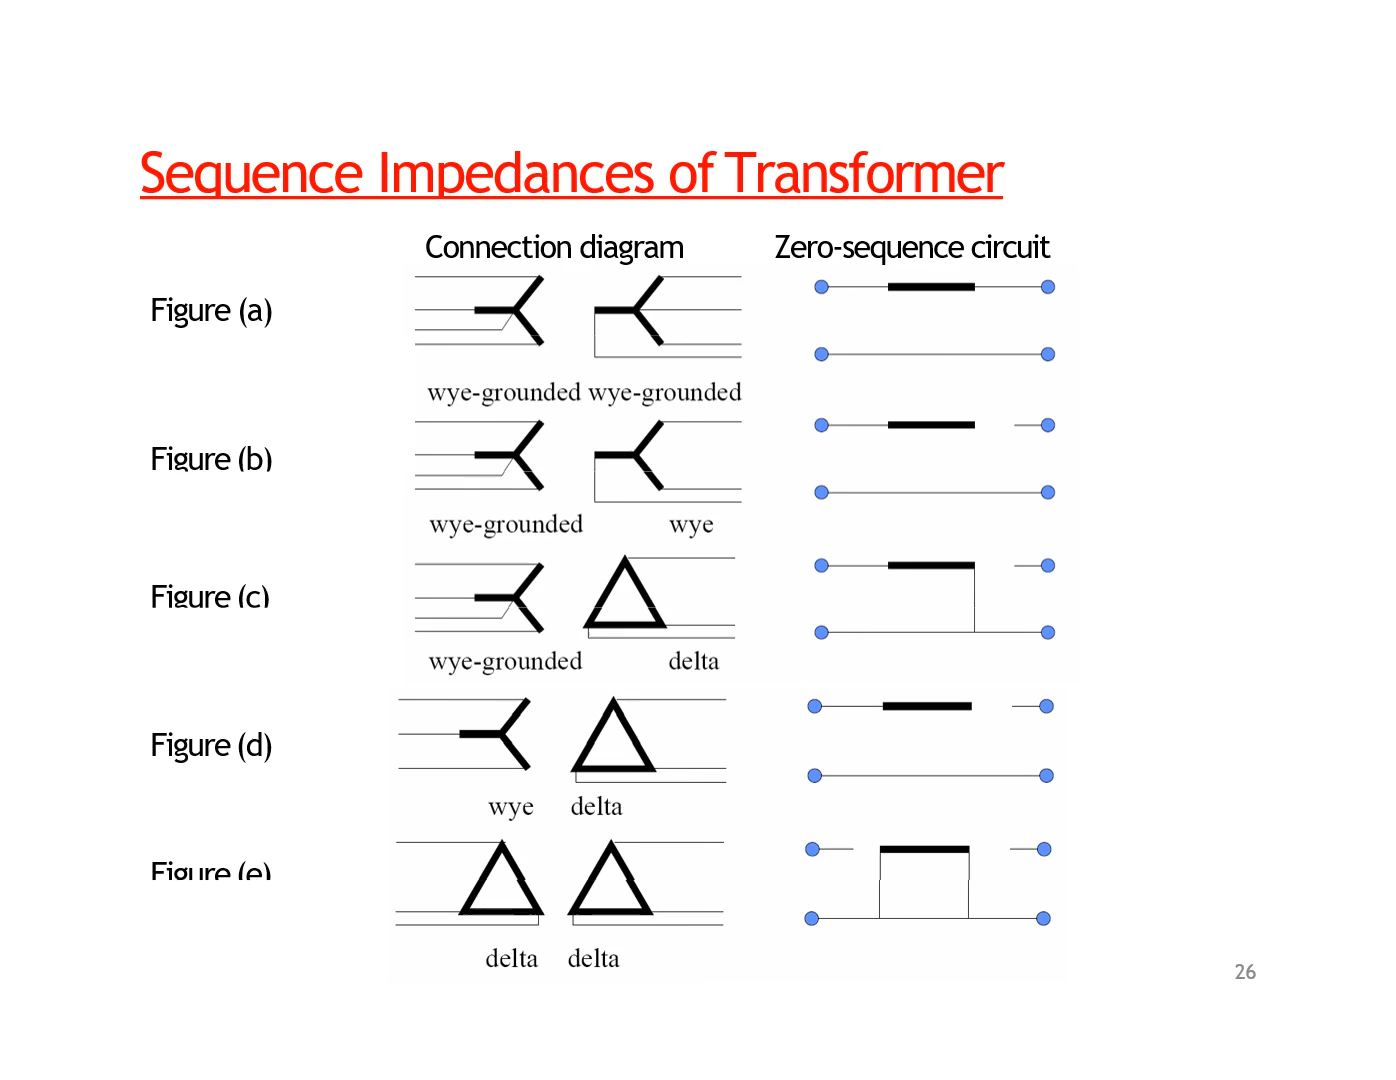 Sequence Impedances of Transformer
Connection diagram Zero-sequence circuit
Figure (a)
wye-grounded wye-grounded
Figure (b)
wye-grounded wye
Figure (c)
wye-grounded delta
Figure (d)
wye delta
Figure (e)
delta delta
26